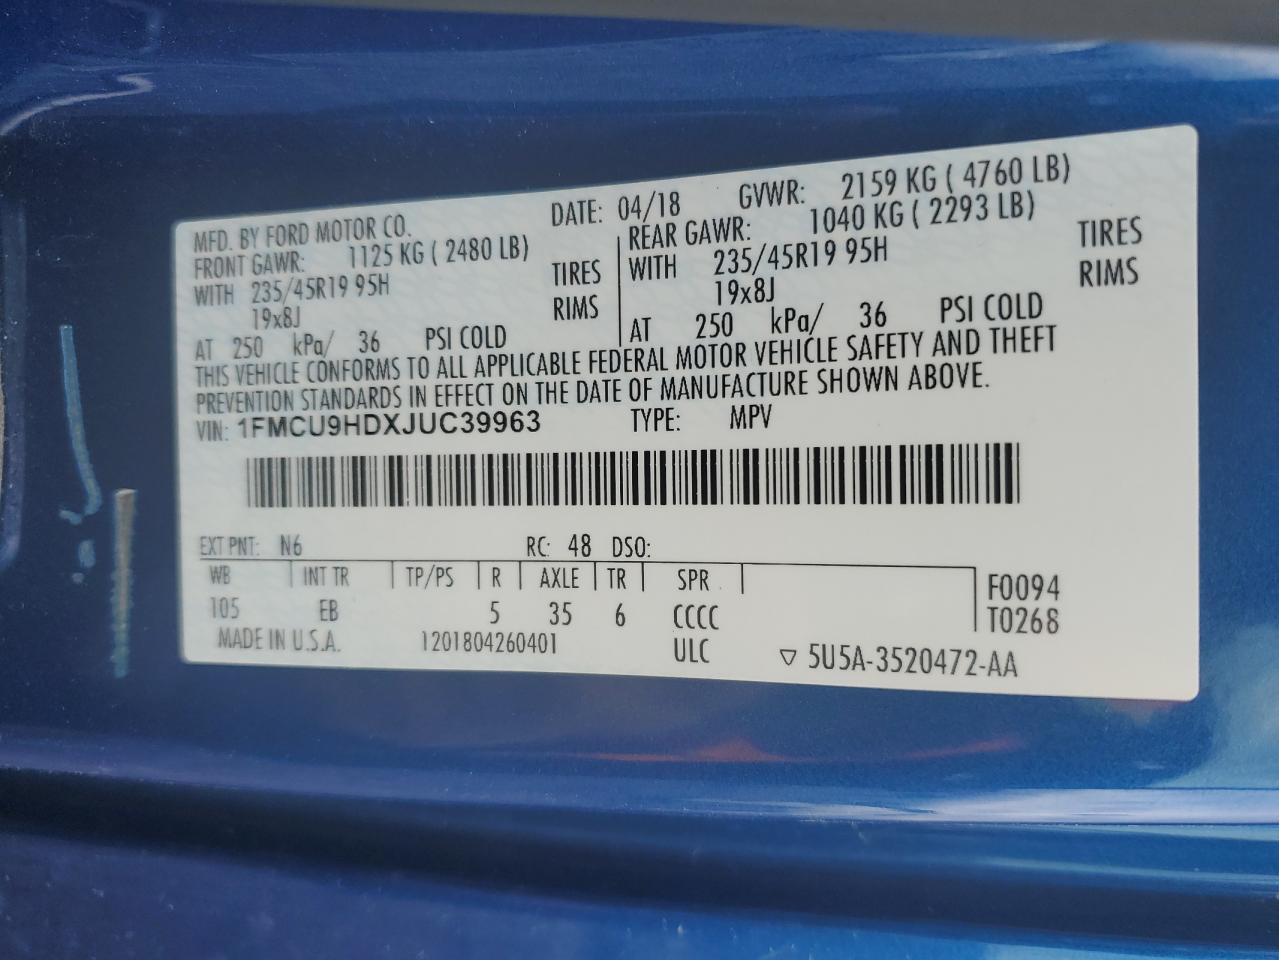 MFD. BY FORD MOTOR CO. DATE: 04/18 GVWR: 2159 KG ( 4760 LB)
FRONT GAWR: 1125 KG ( 2480 LB) REAR GAWR: 1040 KG ( 2293 LB)
WITH 235/45R19 95H TIRES WITH 235/45R19 95H TIRES
19x8J RIMS 19x8J RIMS
AT 250 kPa/ 36 PSI COLD AT 250 kPa/ 36 PSI COLD
THIS VEHICLE CONFORMS TO ALL APPLICABLE FEDERAL MOTOR VEHICLE SAFETY AND THEFT
PREVENTION STANDARDS IN EFFECT ON THE DATE OF MANUFACTURE SHOWN ABOVE.
VIN: 1FMCU9HDXJUC39963 TYPE: MPV
EXT PNT: N6 RC: 48 DSO:
WB INT TR TP/PS R AXLE TR SPR F0094
105 EB 5 35 6 CCCC T0268
MADE IN U.S.A. 1201804260401 ULC ▽ 5U5A-3520472-AA